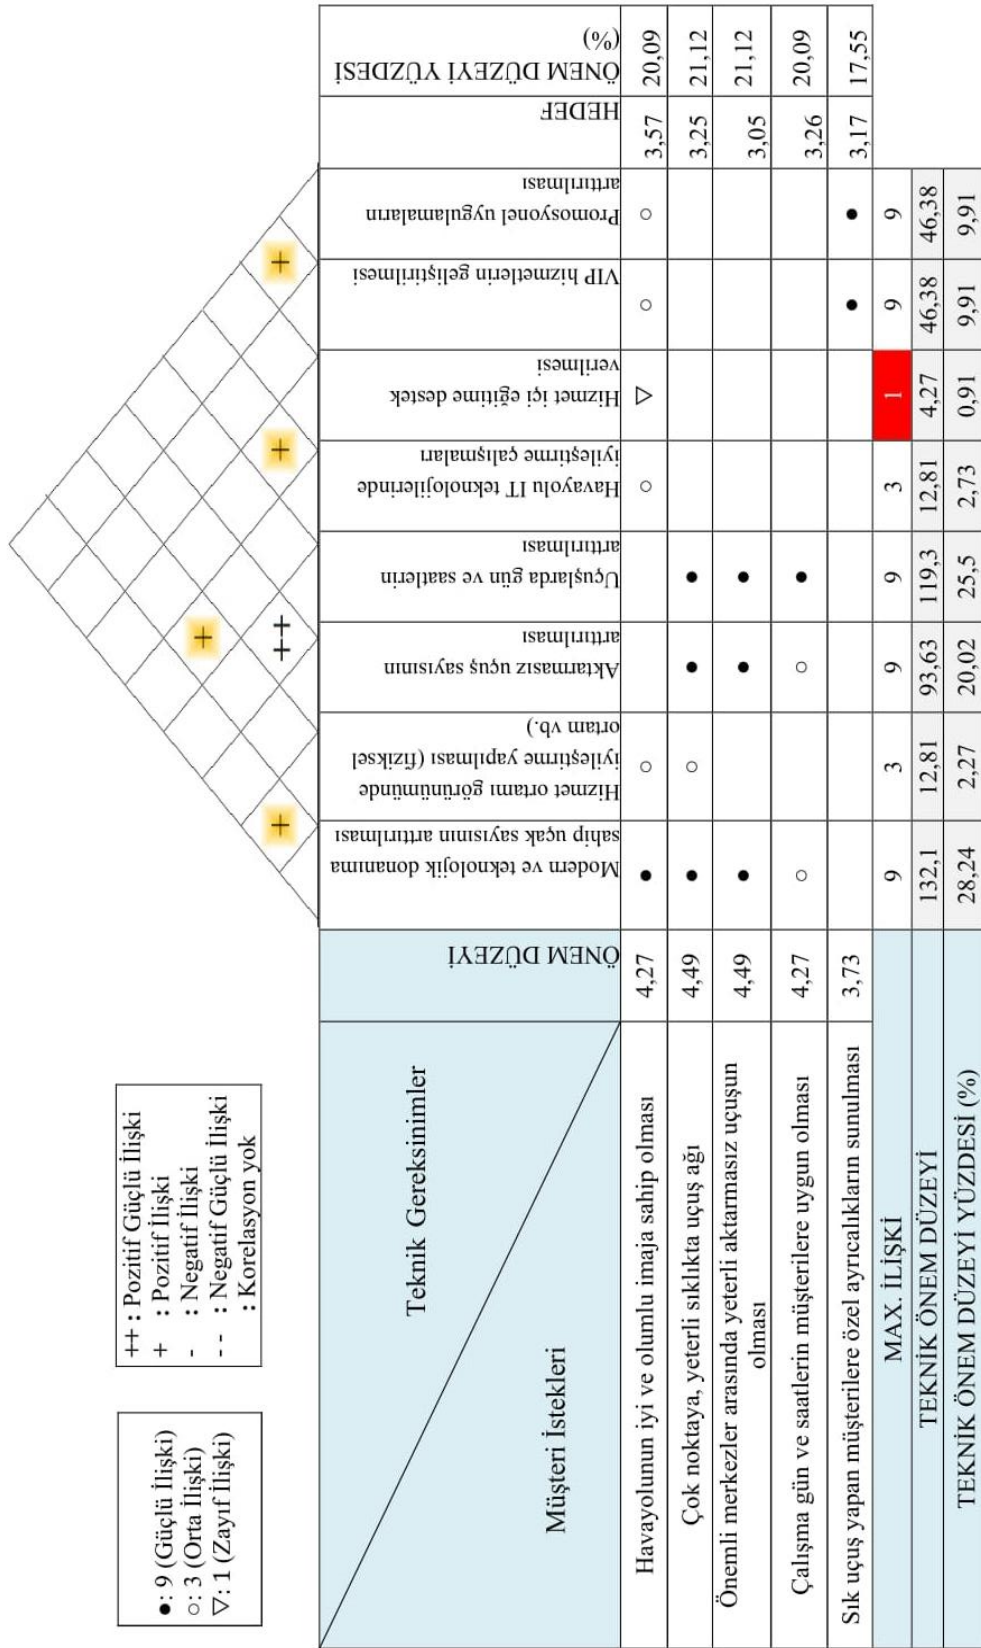 ●: 9 (Güçlü İlişki)
○: 3 (Orta İlişki)
▽: 1 (Zayıf İlişki)
++ : Pozitif Güçlü İlişki
+ : Pozitif İlişki
- : Negatif İlişki
- - : Negatif Güçlü İlişki
: Korelasyon yok
+
+
++
+
+
Teknik Gereksinimler
Müşteri İstekleri
ÖNEM DÜZEYİ
Modern ve teknolojik donanıma
sahip uçak sayısının arttırılması
Hizmet ortamı görünümünde
iyileştirme yapılması (fiziksel
ortam vb.)
Aktarmasız uçuş sayısının
arttırılması
Uçuşlarda gün ve saatlerin
arttırılması
Havayolu IT teknolojilerinde
iyileştirme çalışmaları
Hizmet içi eğitime destek
verilmesi
VIP hizmetlerin geliştirilmesi
Promosyonel uygulamaların
arttırılması
HEDEF
ÖNEM DÜZEYİ YÜZDESİ
(%)
Havayolunun iyi ve olumlu imaja sahip olması 4,27 ● ○ ○ ▽ ○ ○ 3,57 20,09
Çok noktaya, yeterli sıklıkta uçuş ağı 4,49 ● ○ ● ● 3,25 21,12
Önemli merkezler arasında yeterli aktarmasız uçuşun
olması 4,49 ● ● ● 3,05 21,12
Çalışma gün ve saatlerin müşterilere uygun olması 4,27 ○ ○ ● 3,26 20,09
Sık uçuş yapan müşterilere özel ayrıcalıkların sunulması 3,73 ● ● 3,17 17,55
MAX. İLİŞKİ 9 3 9 9 3 1 9 9
TEKNİK ÖNEM DÜZEYİ 132,1 12,81 93,63 119,3 12,81 4,27 46,38 46,38
TEKNİK ÖNEM DÜZEYİ YÜZDESİ (%) 28,24 2,27 20,02 25,5 2,73 0,91 9,91 9,91